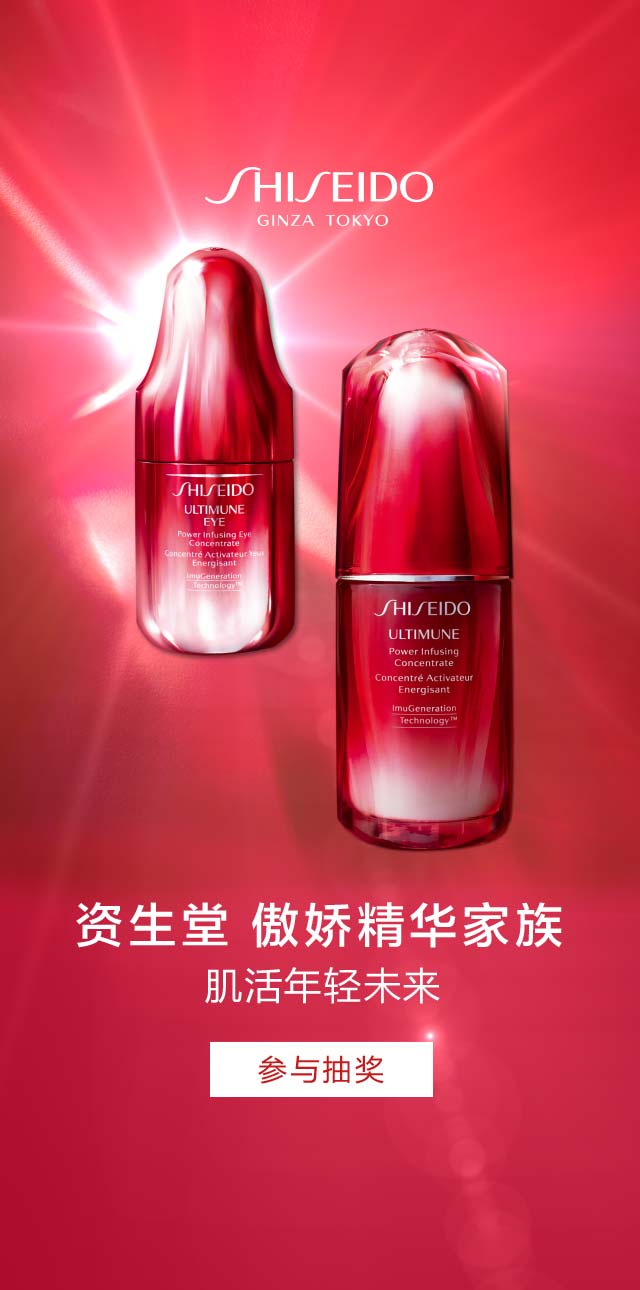 SHISEIDO
GINZA TOKYO
SHISEIDO
ULTIMUNE
EYE
Power Infusing Eye
Concentrate
Concentré Activateur Yeux
Energisant
ImuGeneration
Technology™
SHISEIDO
ULTIMUNE
Power Infusing
Concentrate
Concentré Activateur
Energisant
ImuGeneration
Technology™
资生堂 傲娇精华家族
肌活年轻未来
参与抽奖